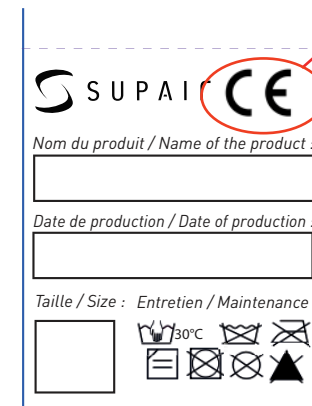 SUPAIR CE
Nom du produit / Name of the product :
Date de production / Date of production :
Taille / Size : Entretien / Maintenance
30°C